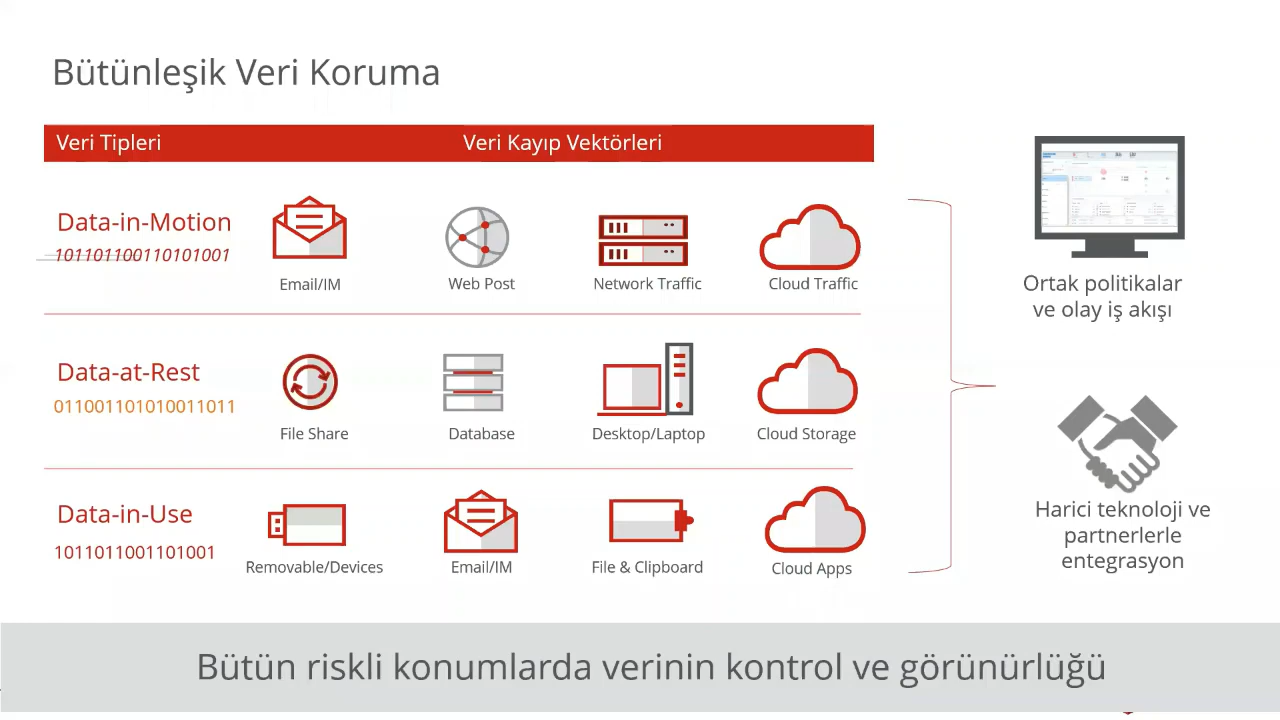 Bütünleşik Veri Koruma
Veri Tipleri
Veri Kayıp Vektörleri
Data-in-Motion
101101100110101001
Email/IM
Web Post
Network Traffic
Cloud Traffic
Data-at-Rest
011001101010011011
File Share
Database
Desktop/Laptop
Cloud Storage
Data-in-Use
1011011001101001
Removable/Devices
Email/IM
File & Clipboard
Cloud Apps
Ortak politikalar
ve olay iş akışı
Harici teknoloji ve
partnerlerle
entegrasyon
Bütün riskli konumlarda verinin kontrol ve görünürlüğü